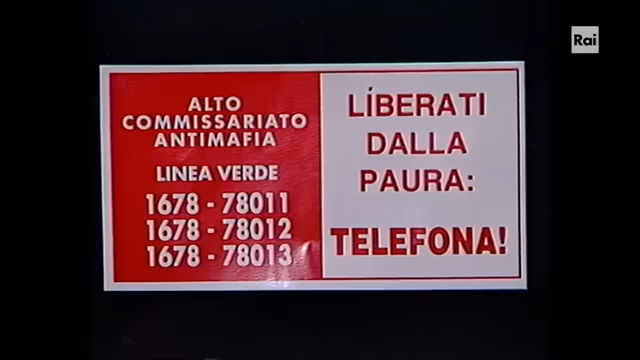 Rai
ALTO
COMMISSARIATO
ANTIMAFIA
LINEA VERDE
1678 - 78011
1678 - 78012
1678 - 78013
LÍBERATI
DALLA
PAURA:
TELEFONA!